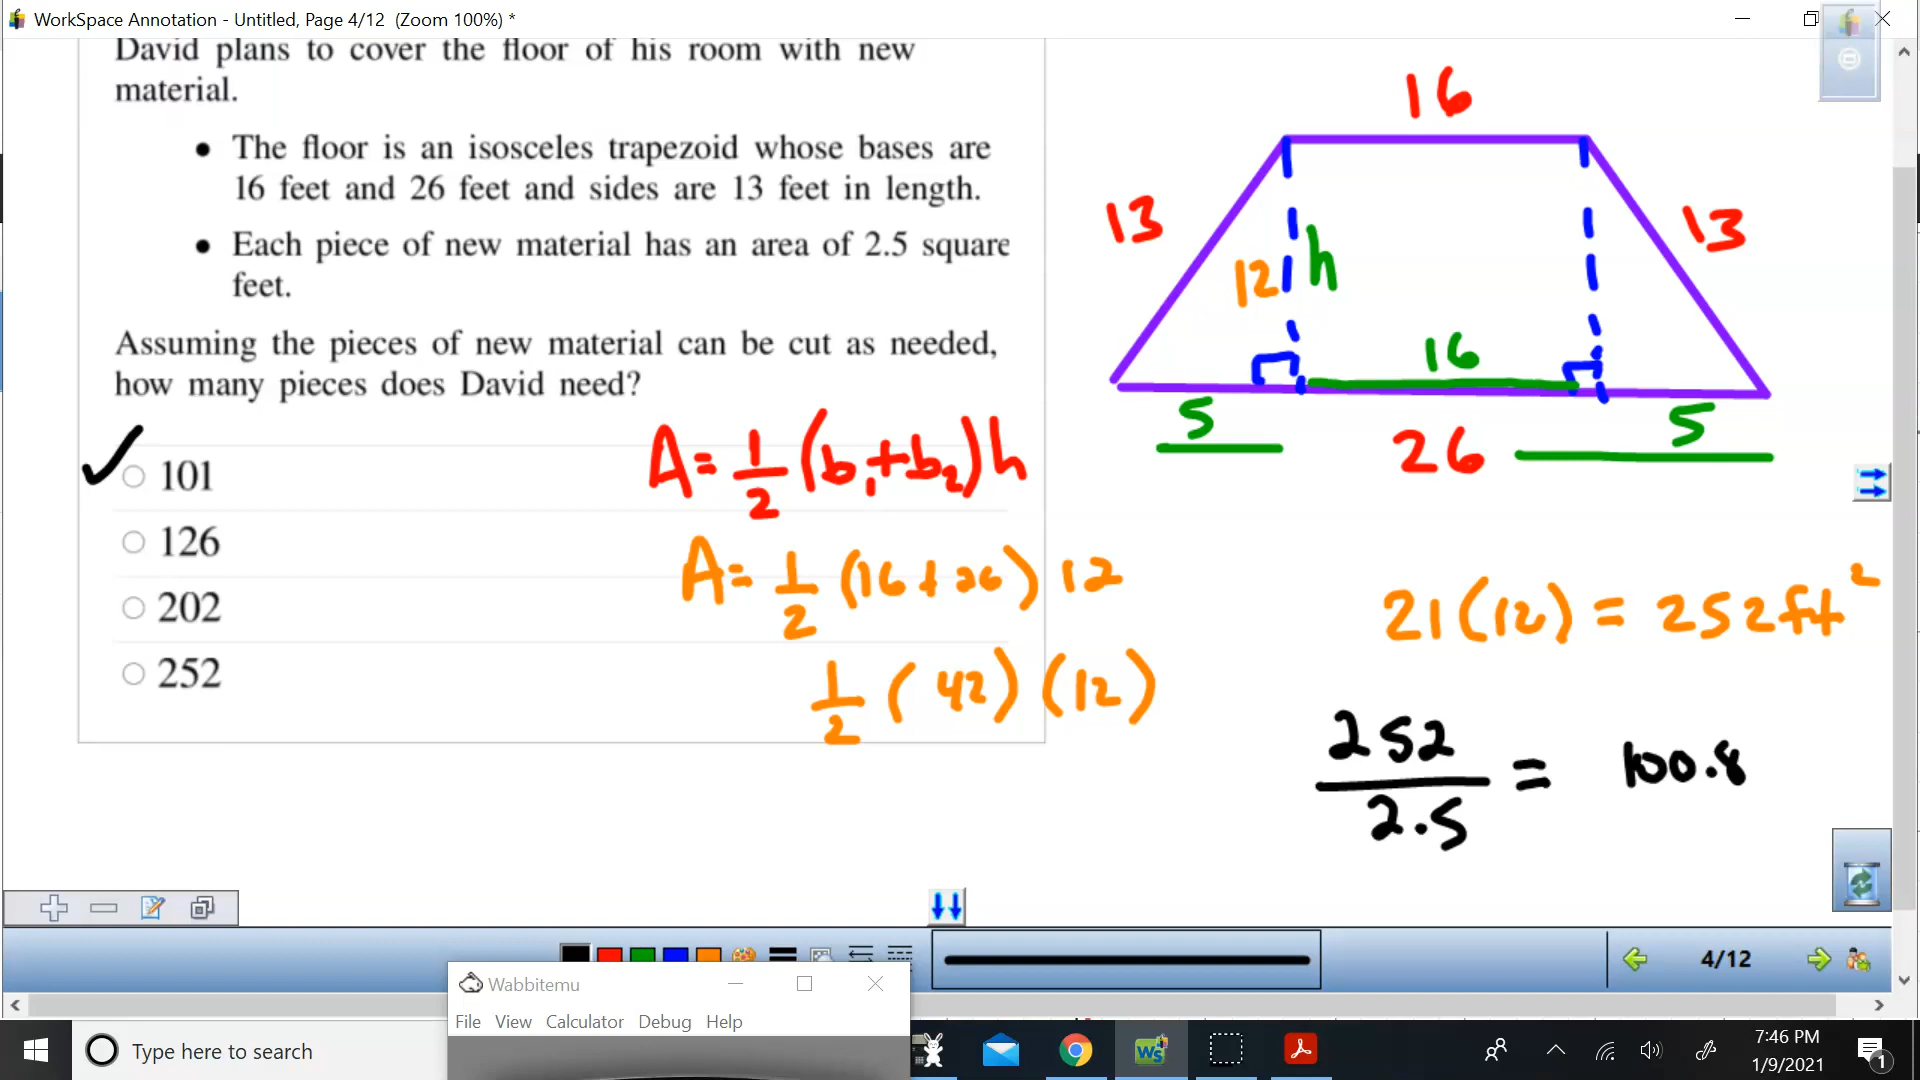 WorkSpace Annotation - Untitled, Page 4/12 (Zoom 100%) *
David plans to cover the floor of his room with new
material.
● The floor is an isosceles trapezoid whose bases are
16 feet and 26 feet and sides are 13 feet in length.
● Each piece of new material has an area of 2.5 square
feet.
Assuming the pieces of new material can be cut as needed,
how many pieces does David need?
101
126
202
252
A = 1/2 (b₁ + b₂) h
A = 1/2 (16 + 26) 12
1/2 (42) (12)
16
13
13
12
h
16
5
26
5
21 (12) = 252 ft²
252/2.5 = 100.8
4/12
Wabbitemu
File View Calculator Debug Help
Type here to search
WS
7:46 PM
1/9/2021
1